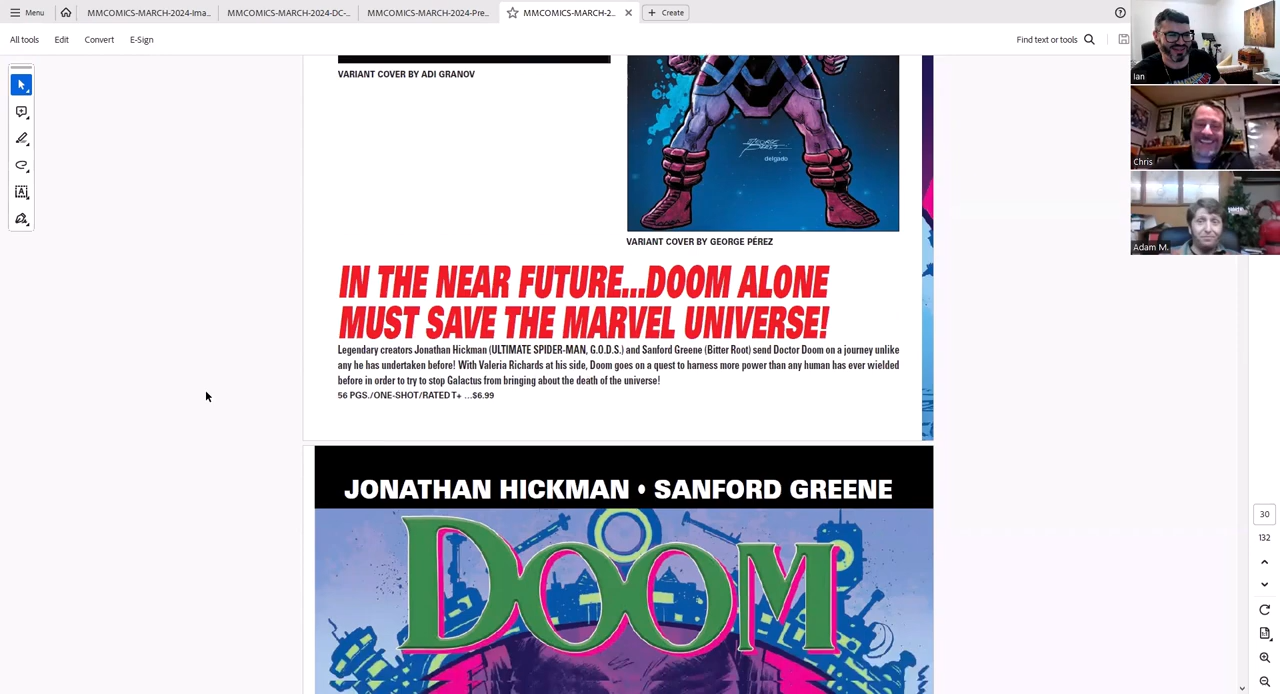 Menu
MMCOMICS-MARCH-2024-Ima...
MMCOMICS-MARCH-2024-DC-...
MMCOMICS-MARCH-2024-Pre...
MMCOMICS-MARCH-2...
Create
All tools
Edit
Convert
E-Sign
Find text or tools
Ian
Chris
Adam M.
VARIANT COVER BY ADI GRANOV
GEORGE PÉREZ
delgado
VARIANT COVER BY GEORGE PÉREZ
IN THE NEAR FUTURE...DOOM ALONE
MUST SAVE THE MARVEL UNIVERSE!
Legendary creators Jonathan Hickman (ULTIMATE SPIDER-MAN, G.O.D.S.) and Sanford Greene (Bitter Root) send Doctor Doom on a journey unlike
any he has undertaken before! With Valeria Richards at his side, Doom goes on a quest to harness more power than any human has ever wielded
before in order to try to stop Galactus from bringing about the death of the universe!
56 PGS./ONE-SHOT/RATED T+ ...$6.99
JONATHAN HICKMAN • SANFORD GREENE
DOOM
30
132